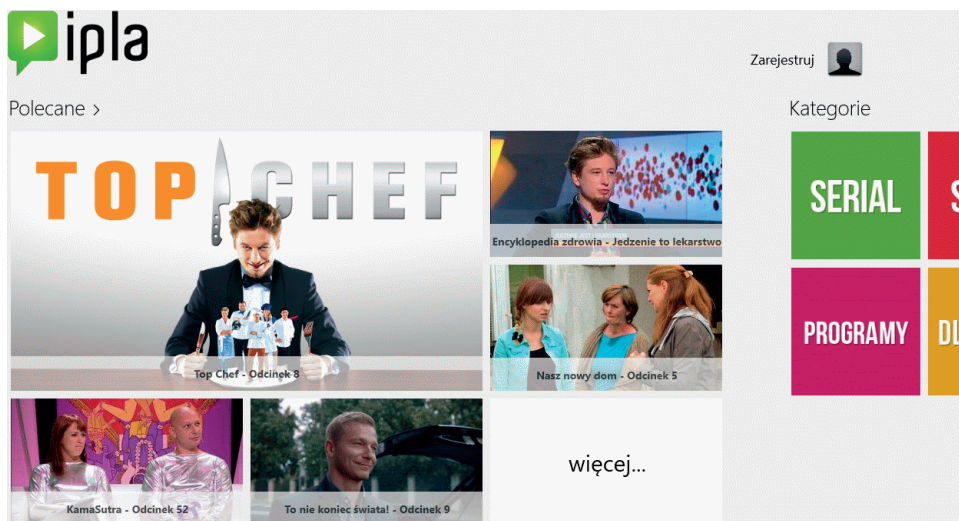 ipla
Zarejestruj
Polecane >
Kategorie
TOP CHEF
Top Chef - Odcinek 8
Encyklopedia zdrowia - Jedzenie to lekarstwo
Nasz nowy dom - Odcinek 5
KamaSutra - Odcinek 52
To nie koniec świata! - Odcinek 9
więcej...
SERIAL
S
PROGRAMY
DL